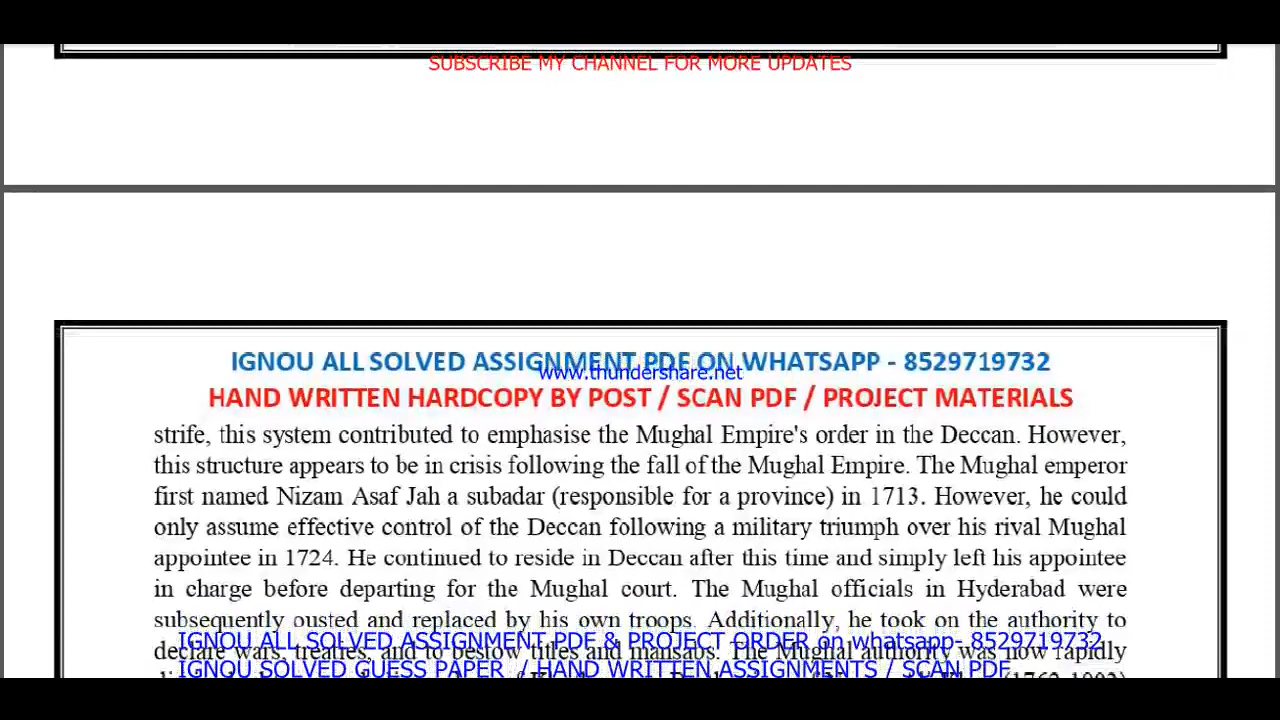 SUBSCRIBE MY CHANNEL FOR MORE UPDATES
IGNOU ALL SOLVED ASSIGNMENT PDF ON WHATSAPP - 8529719732
www.thundershare.net
HAND WRITTEN HARDCOPY BY POST / SCAN PDF / PROJECT MATERIALS
strife, this system contributed to emphasise the Mughal Empire's order in the Deccan. However,
this structure appears to be in crisis following the fall of the Mughal Empire. The Mughal emperor
first named Nizam Asaf Jah a subadar (responsible for a province) in 1713. However, he could
only assume effective control of the Deccan following a military triumph over his rival Mughal
appointee in 1724. He continued to reside in Deccan after this time and simply left his appointee
in charge before departing for the Mughal court. The Mughal officials in Hyderabad were
subsequently ousted and replaced by his own troops. Additionally, he took on the authority to
IGNOU ALL SOLVED ASSIGNMENT PDF & PROJECT ORDER on whatsapp- 8529719732
declare wars, treaties, and to bestow titles and mansabs. The Mughal authority was now rapidly
IGNOU SOLVED GUESS PAPER / HAND WRITTEN ASSIGNMENTS / SCAN PDF